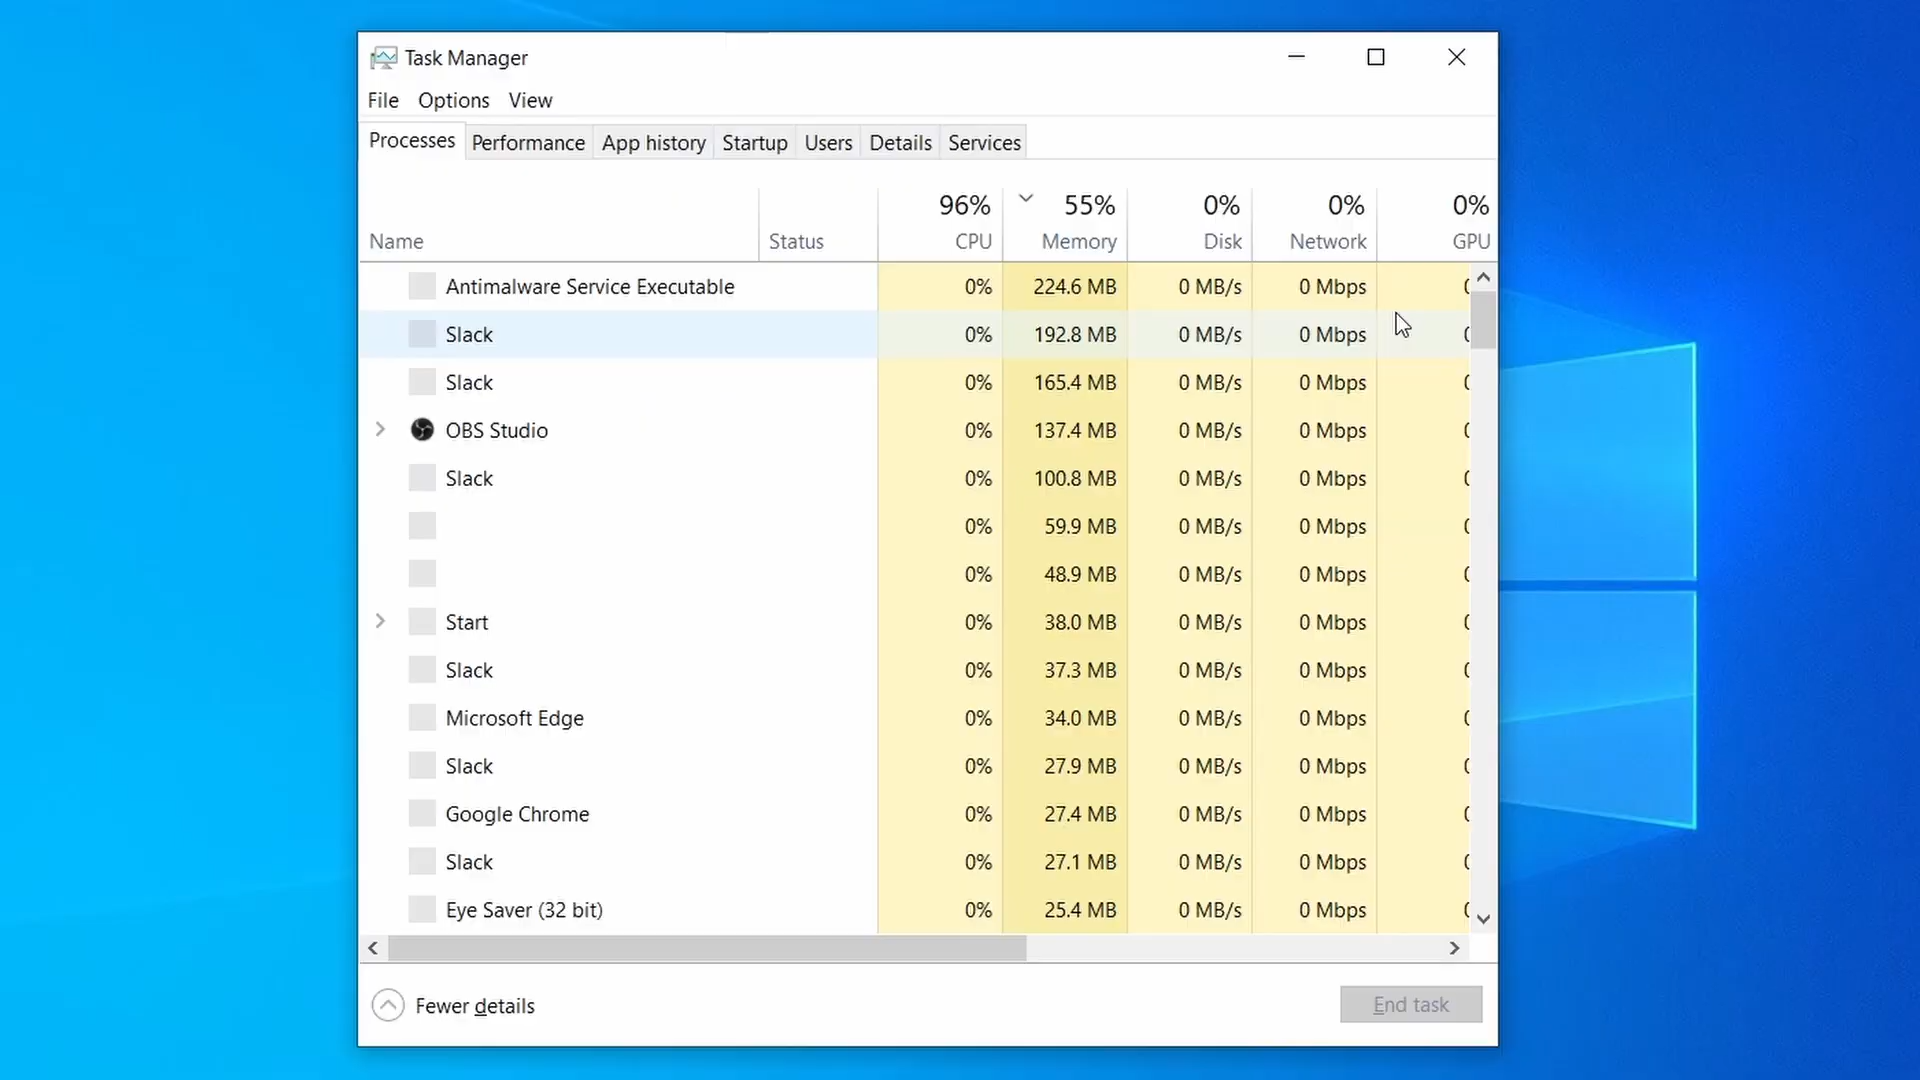 Task Manager
File Options View
Processes Performance App history Startup Users Details Services
96% 55% 0% 0% 0%
Name Status CPU Memory Disk Network GPU
Antimalware Service Executable 0% 224.6 MB 0 MB/s 0 Mbps
Slack 0% 192.8 MB 0 MB/s 0 Mbps
Slack 0% 165.4 MB 0 MB/s 0 Mbps
OBS Studio 0% 137.4 MB 0 MB/s 0 Mbps
Slack 0% 100.8 MB 0 MB/s 0 Mbps
0% 59.9 MB 0 MB/s 0 Mbps
0% 48.9 MB 0 MB/s 0 Mbps
Start 0% 38.0 MB 0 MB/s 0 Mbps
Slack 0% 37.3 MB 0 MB/s 0 Mbps
Microsoft Edge 0% 34.0 MB 0 MB/s 0 Mbps
Slack 0% 27.9 MB 0 MB/s 0 Mbps
Google Chrome 0% 27.4 MB 0 MB/s 0 Mbps
Slack 0% 27.1 MB 0 MB/s 0 Mbps
Eye Saver (32 bit) 0% 25.4 MB 0 MB/s 0 Mbps
Fewer details End task